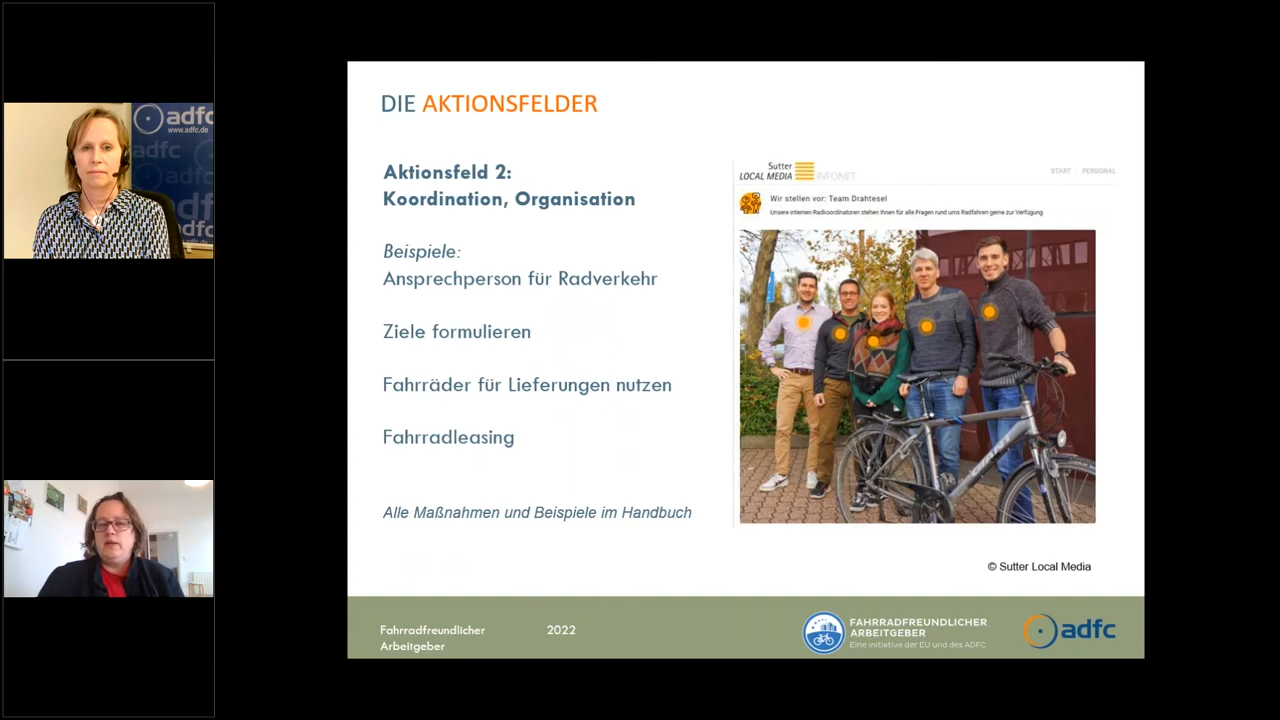 adfc
www.adfc.de
adfc
DIE AKTIONSFELDER
Aktionsfeld 2:
Koordination, Organisation
Beispiele:
Ansprechperson für Radverkehr
Ziele formulieren
Fahrräder für Lieferungen nutzen
Fahrradleasing
Alle Maßnahmen und Beispiele im Handbuch
Sutter
LOCAL MEDIA INFONET
START PERSONAL
Wir stellen vor: Team Drahtesel
Unsere internen Radkoordinatoren stehen Ihnen für alle Fragen rund ums Radfahren gerne zur Verfügung
GIANT
© Sutter Local Media
Fahrradfreundlicher
Arbeitgeber
2022
FAHRRADFREUNDLICHER
ARBEITGEBER
Eine Initiative der EU und des ADFC
adfc